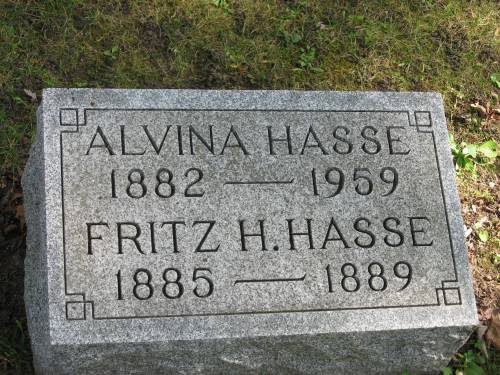 ALVINA HASSE
1882 — 1959
FRITZ H. HASSE
1885 — 1889